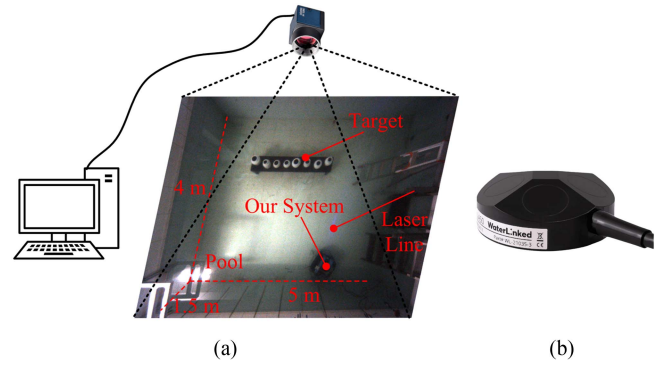 Target
4 m
Our System
Laser
Line
Pool
5 m
1.5 m
WaterLinked
(a)
(b)